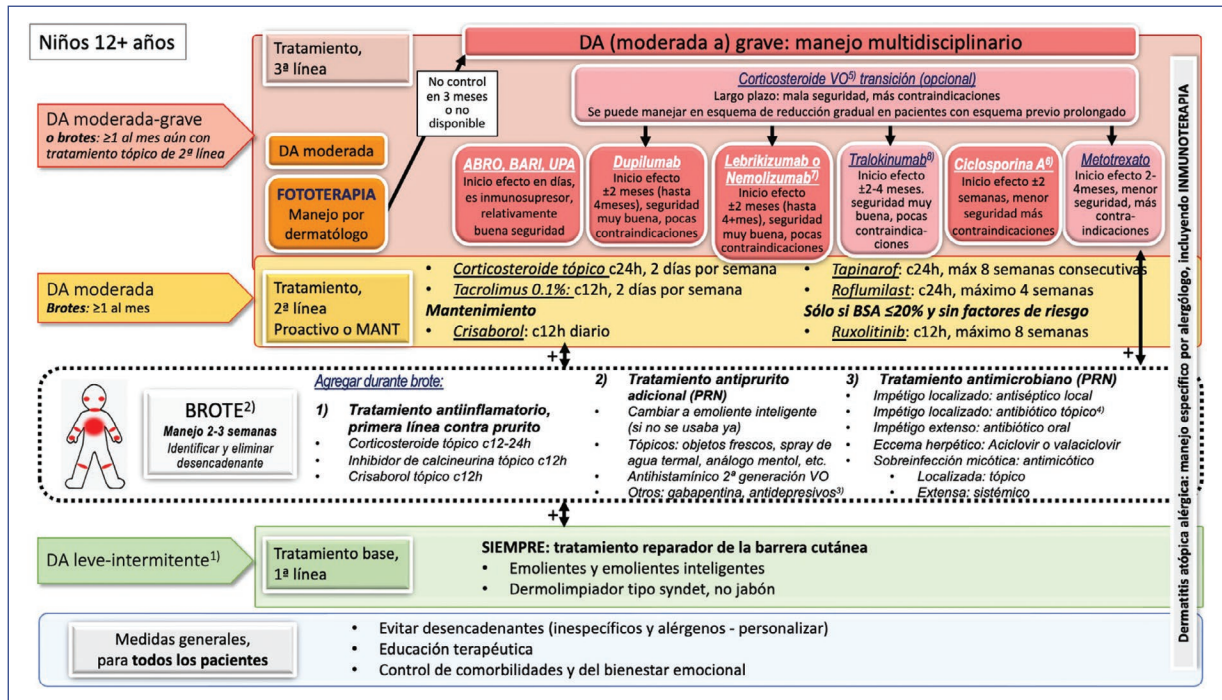 Niños 12+ años
Tratamiento,
3ª línea
DA (moderada a) grave: manejo multidisciplinario
No control
en 3 meses
o no
disponible
Corticosteroide VO5) transición (opcional)
Largo plazo: mala seguridad, más contraindicaciones
Se puede manejar en esquema de reducción gradual en pacientes con esquema previo prolongado
DA moderada-grave
o brotes: ≥1 al mes aún con
tratamiento tópico de 2ª línea
DA moderada
FOTOTERAPIA
Manejo por
dermatólogo
ABRO, BARI, UPA
Inicio efecto en días,
es inmunosupresor,
relativamente
buena seguridad
Dupilumab
Inicio efecto
±2 meses (hasta
4meses), seguridad
muy buena, pocas
contraindicaciones
Lebrikizumab o
Nemolizumab7)
Inicio efecto
±2 meses (hasta
4+mes), seguridad
muy buena, pocas
contraindicaciones
Tralokinumab8)
Inicio efecto
±2-4 meses.
seguridad muy
buena, pocas
contraindica-
ciones
Ciclosporina A6)
Inicio efecto ±2
semanas, menor
seguridad más
contraindicaciones
Metotrexato
Inicio efecto 2-
4meses, menor
seguridad, más
contra-
indicaciones
DA moderada
Brotes: ≥1 al mes
Tratamiento,
2ª línea
Proactivo o MANT
• Corticosteroide tópico c24h, 2 días por semana
• Tacrolimus 0.1%: c12h, 2 días por semana
Mantenimiento
• Crisaborol: c12h diario
• Tapinarof: c24h, máx 8 semanas consecutivas
• Roflumilast: c24h, máximo 4 semanas
Sólo si BSA ≤20% y sin factores de riesgo
• Ruxolitinib: c12h, máximo 8 semanas
+
+
BROTE2)
Manejo 2-3 semanas
Identificar y eliminar
desencadenante
Agregar durante brote:
1) Tratamiento antiinflamatorio,
primera línea contra prurito
• Corticosteroide tópico c12-24h
• Inhibidor de calcineurina tópico c12h
• Crisaborol tópico c12h
2) Tratamiento antiprurito
adicional (PRN)
• Cambiar a emoliente inteligente
(si no se usaba ya)
• Tópicos: objetos frescos, spray de
agua termal, análogo mentol, etc.
• Antihistamínico 2ª generación VO
• Otros: gabapentina, antidepresivos3)
3) Tratamiento antimicrobiano (PRN)
• Impétigo localizado: antiséptico local
• Impétigo localizado: antibiótico tópico4)
• Impétigo extenso: antibiótico oral
• Eccema herpético: Aciclovir o valaciclovir
• Sobreinfección micótica: antimicótico
• Localizada: tópico
• Extensa: sistémico
+
DA leve-intermitente1)
Tratamiento base,
1ª línea
SIEMPRE: tratamiento reparador de la barrera cutánea
• Emolientes y emolientes inteligentes
• Dermolimpiador tipo syndet, no jabón
Medidas generales,
para todos los pacientes
• Evitar desencadenantes (inespecíficos y alérgenos - personalizar)
• Educación terapéutica
• Control de comorbilidades y del bienestar emocional
Dermatitis atópica alérgica: manejo específico por alergólogo, incluyendo INMUNOTERAPIA